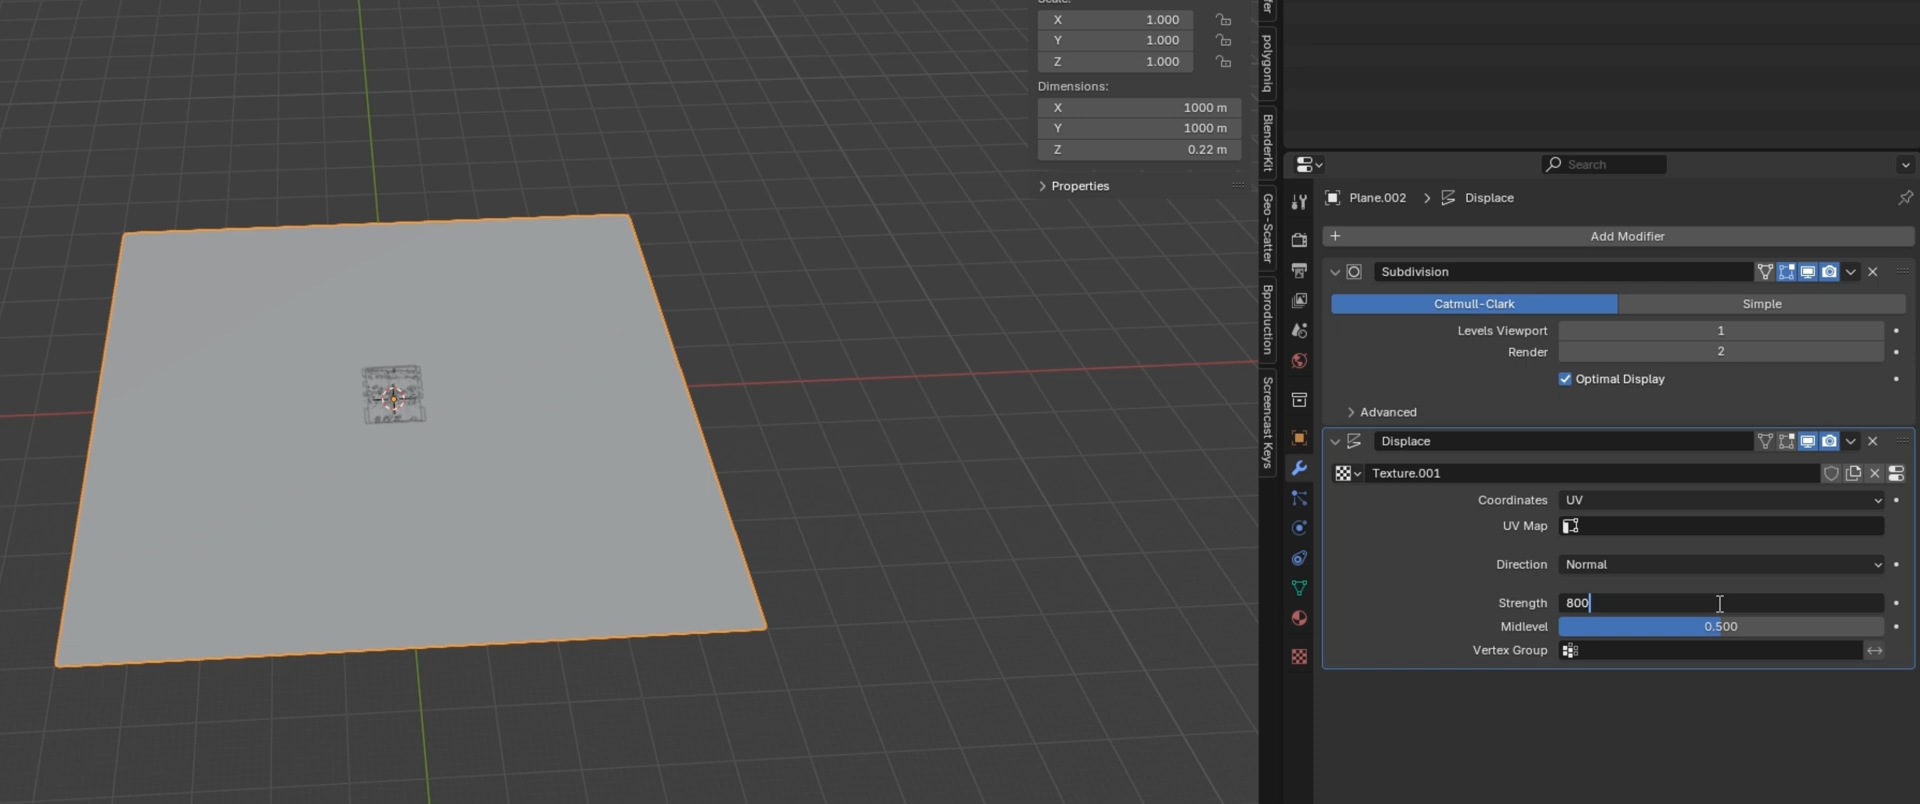 Scale:
X 1.000
Y 1.000
Z 1.000
Dimensions:
X 1000 m
Y 1000 m
Z 0.22 m
Properties
fer
polygoniq
BlenderKit
Geo-Scatter
Bproduction
Screencast Keys
Search
Plane.002 > Displace
+ Add Modifier
Subdivision
Catmull-Clark Simple
Levels Viewport 1
Render 2
Optimal Display
Advanced
Displace
Texture.001
Coordinates UV
UV Map
Direction Normal
Strength 800
Midlevel 0.500
Vertex Group